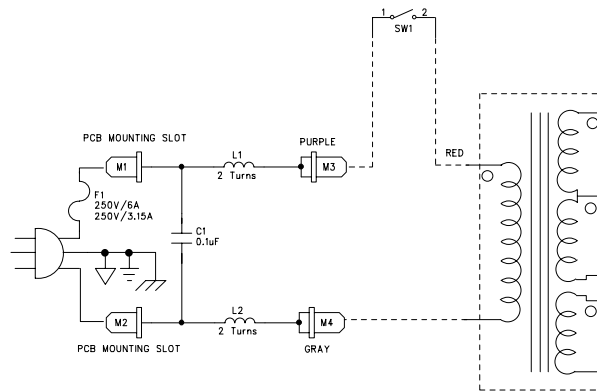 1 2
SW1
PCB MOUNTING SLOT
PURPLE
M1
L1
2 Turns
M3
RED
F1
250V/6A
250V/3.15A
C1
0.1uF
M2
L2
2 Turns
M4
PCB MOUNTING SLOT
GRAY